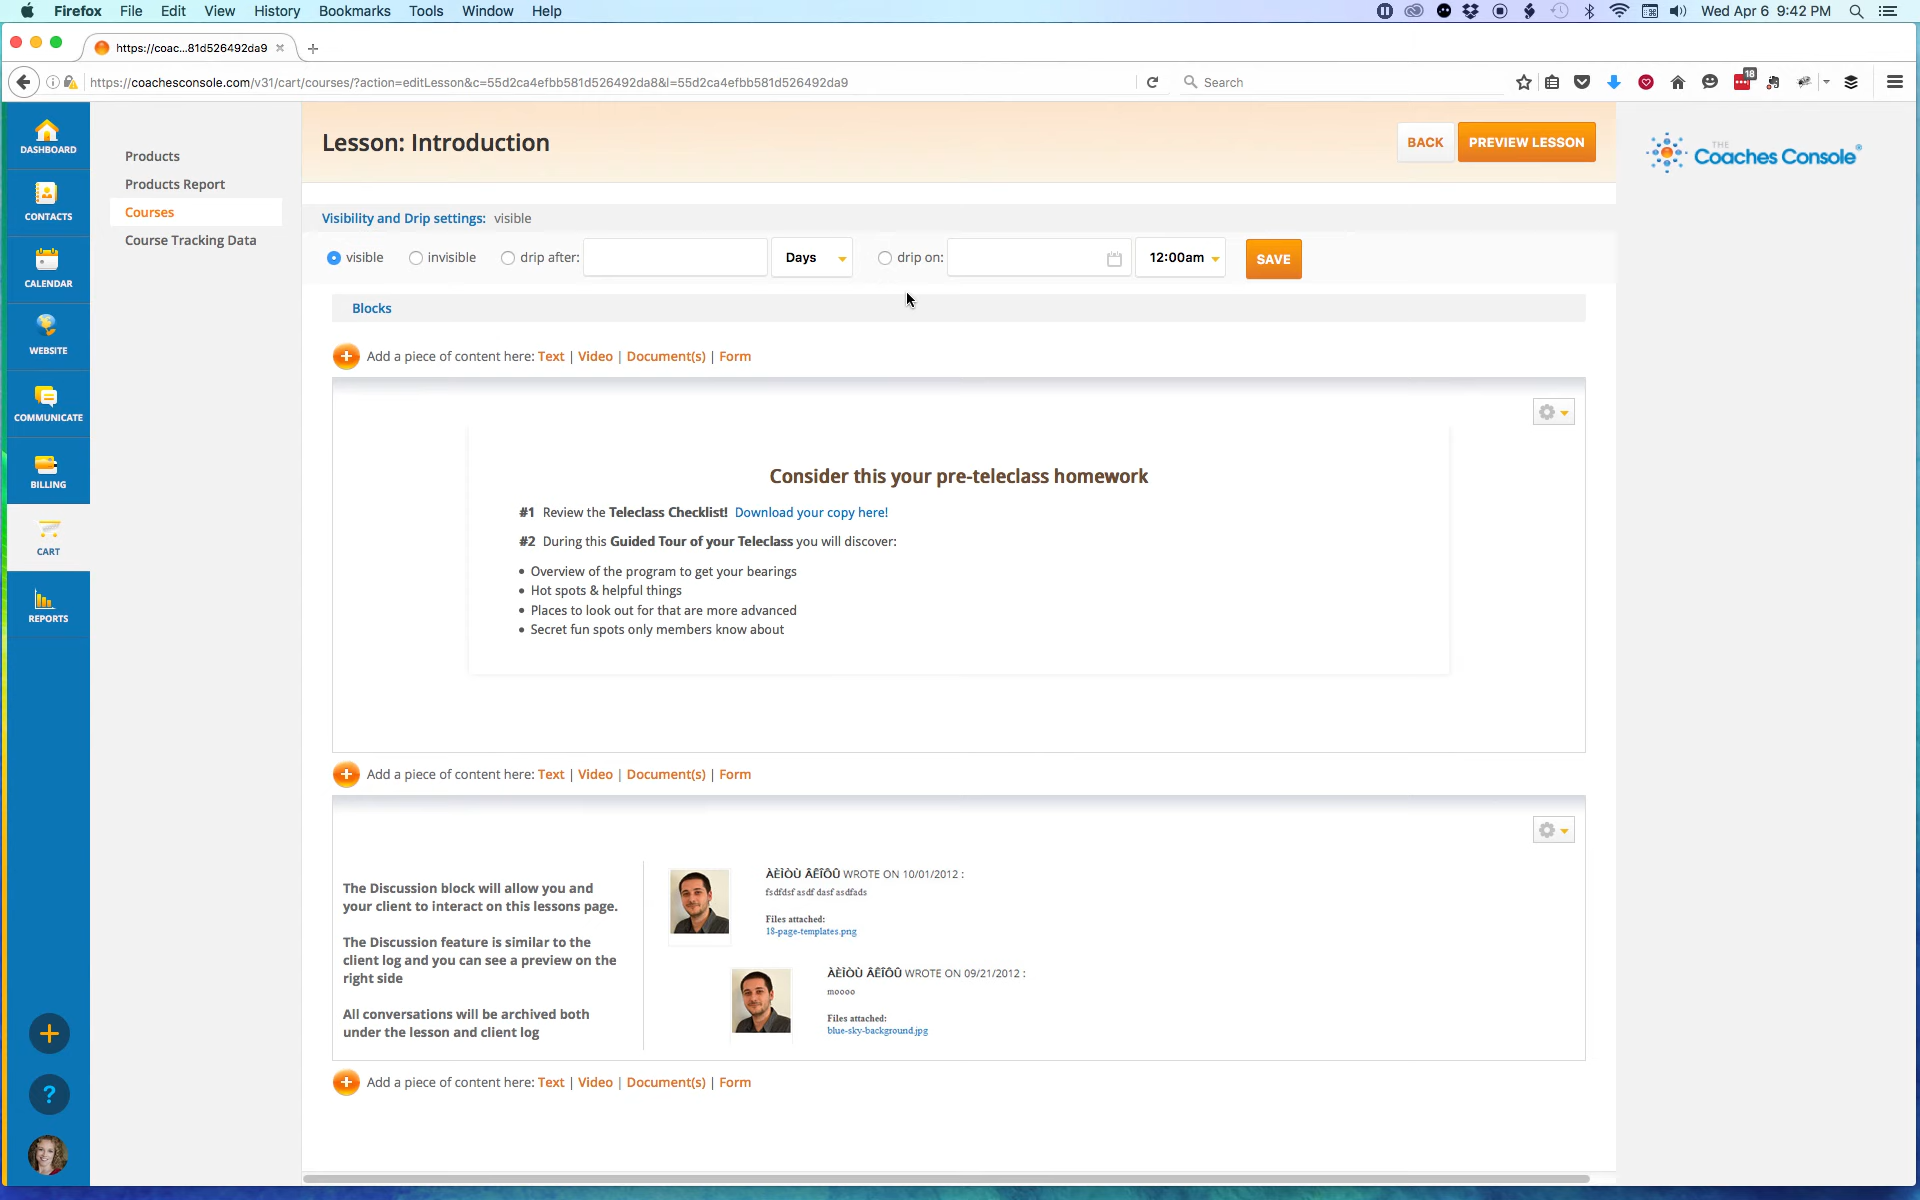 Firefox File Edit View History Bookmarks Tools Window Help Wed Apr 6 9:42 PM
https://coac...81d526492da9
https://coachesconsole.com/v31/cart/courses/?action=editLesson&c=55d2ca4efbb581d526492da8&l=55d2ca4efbb581d526492da9
Search
18
DASHBOARD
CONTACTS
CALENDAR
WEBSITE
COMMUNICATE
BILLING
CART
REPORTS
?
Products
Products Report
Courses
Course Tracking Data
Lesson: Introduction
BACK
PREVIEW LESSON
THE
Coaches Console®
Visibility and Drip settings: visible
visible invisible drip after: Days drip on: 12:00am SAVE
Blocks
Add a piece of content here: Text | Video | Document(s) | Form
Consider this your pre-teleclass homework
#1 Review the Teleclass Checklist! Download your copy here!
#2 During this Guided Tour of your Teleclass you will discover:
• Overview of the program to get your bearings
• Hot spots & helpful things
• Places to look out for that are more advanced
• Secret fun spots only members know about
Add a piece of content here: Text | Video | Document(s) | Form
The Discussion block will allow you and
your client to interact on this lessons page.
The Discussion feature is similar to the
client log and you can see a preview on the
right side
All conversations will be archived both
under the lesson and client log
ÀÈÌÒÙ ÂÊÎÔÛ WROTE ON 10/01/2012 :
fsdfdsf asdf dasf asdfads
Files attached:
18-page-templates.png
ÀÈÌÒÙ ÂÊÎÔÛ WROTE ON 09/21/2012 :
moooo
Files attached:
blue-sky-background.jpg
Add a piece of content here: Text | Video | Document(s) | Form